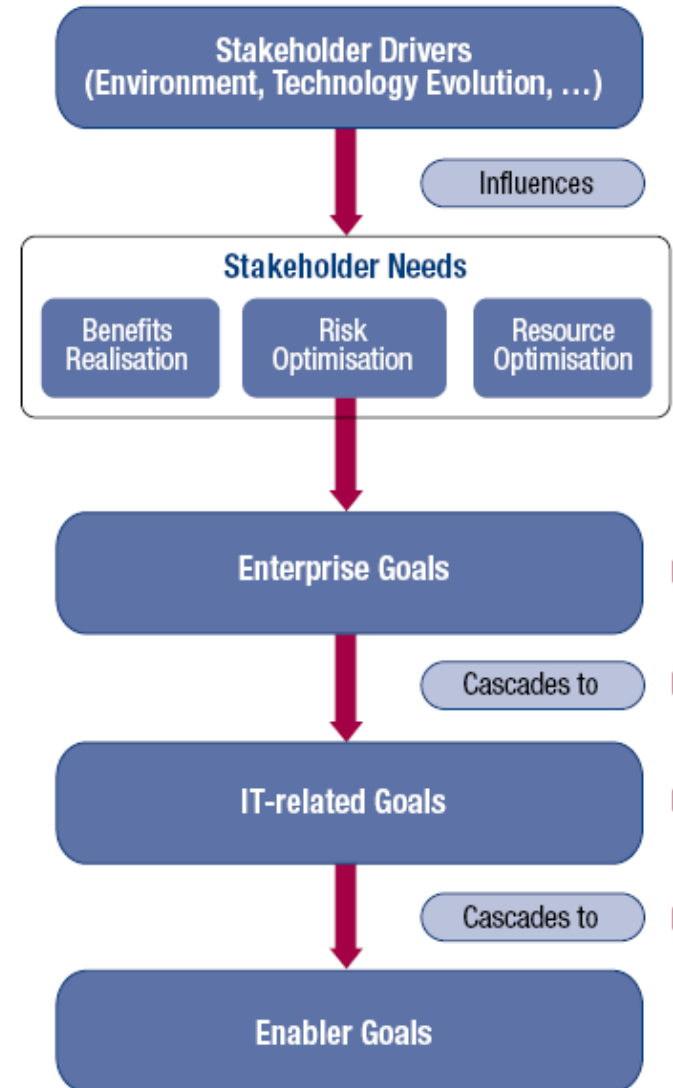 Stakeholder Drivers
(Environment, Technology Evolution, …)
Influences
Stakeholder Needs
Benefits
Realisation
Risk
Optimisation
Resource
Optimisation
Enterprise Goals
Cascades to
IT-related Goals
Cascades to
Enabler Goals